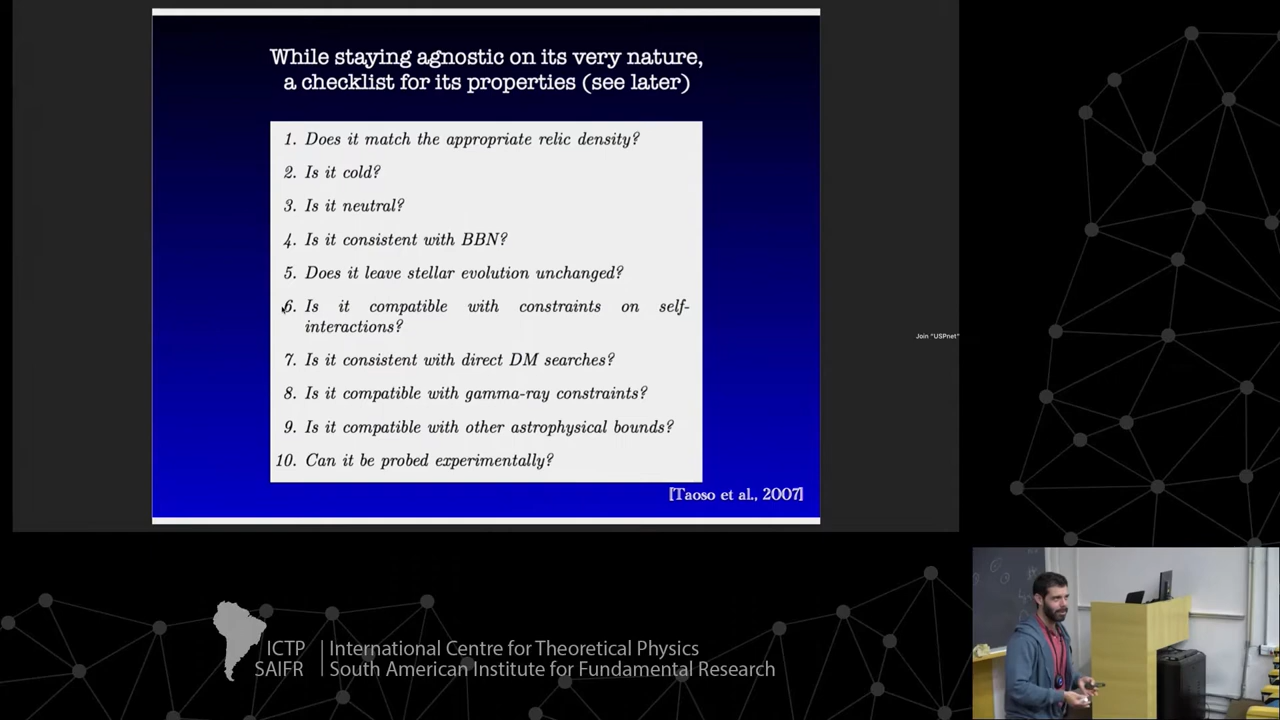 While staying agnostic on its very nature,
a checklist for its properties (see later)
1. Does it match the appropriate relic density?
2. Is it cold?
3. Is it neutral?
4. Is it consistent with BBN?
5. Does it leave stellar evolution unchanged?
6. Is it compatible with constraints on self-
interactions?
7. Is it consistent with direct DM searches?
8. Is it compatible with gamma-ray constraints?
9. Is it compatible with other astrophysical bounds?
10. Can it be probed experimentally?
[Taoso et al., 2007]
Join "USPnet"
ICTP
SAIFR
International Centre for Theoretical Physics
South American Institute for Fundamental Research